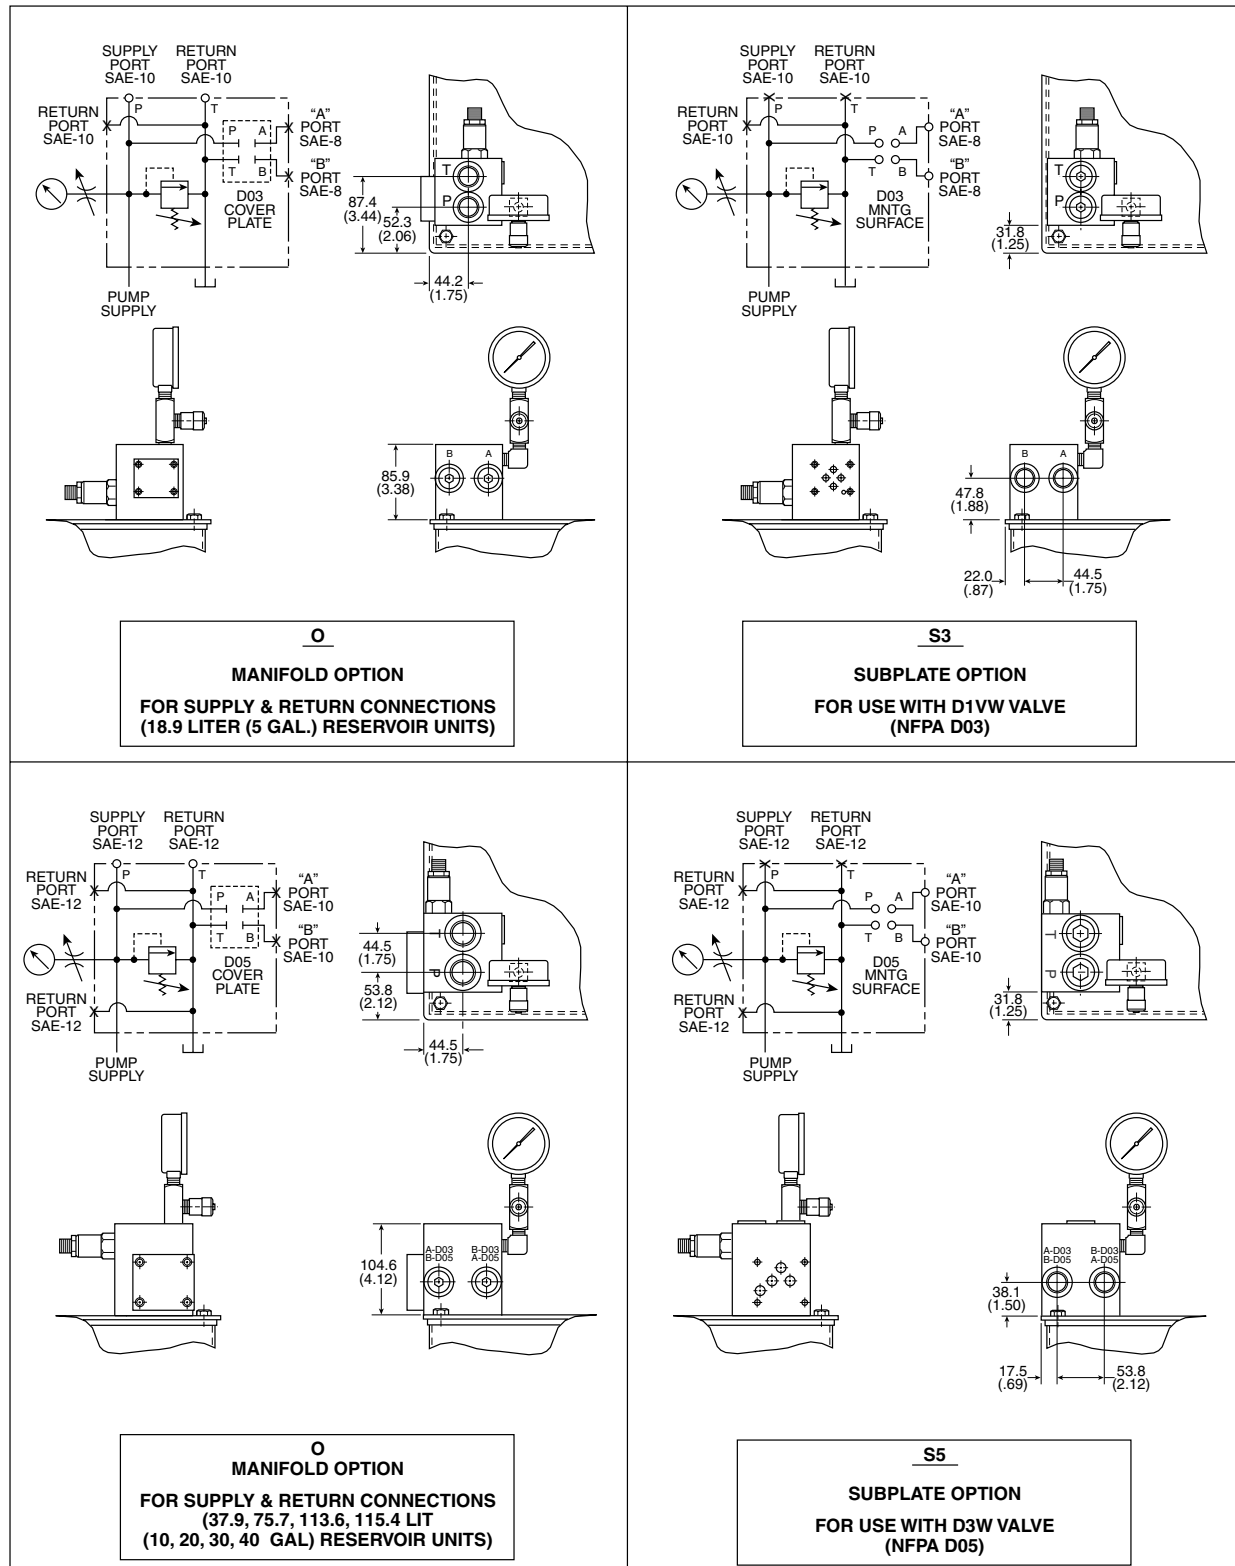 SUPPLY
PORT
SAE-10
RETURN
PORT
SAE-10
P
T
RETURN
PORT
SAE-10
P A
T B
"A"
PORT
SAE-8
"B"
PORT
SAE-8
D03
COVER
PLATE
PUMP
SUPPLY
T
P
87.4
(3.44)
52.3
(2.06)
44.2
(1.75)
B A
85.9
(3.38)
O
MANIFOLD OPTION
FOR SUPPLY & RETURN CONNECTIONS
(18.9 LITER (5 GAL.) RESERVOIR UNITS)
SUPPLY
PORT
SAE-10
RETURN
PORT
SAE-10
P
T
RETURN
PORT
SAE-10
P A
T B
"A"
PORT
SAE-8
"B"
PORT
SAE-8
D03
MNTG
SURFACE
PUMP
SUPPLY
T
P
31.8
(1.25)
B A
47.8
(1.88)
22.0
(.87)
44.5
(1.75)
S3
SUBPLATE OPTION
FOR USE WITH D1VW VALVE
(NFPA D03)
SUPPLY
PORT
SAE-12
RETURN
PORT
SAE-12
P
T
RETURN
PORT
SAE-12
P A
T B
"A"
PORT
SAE-10
"B"
PORT
SAE-10
D05
COVER
PLATE
RETURN
PORT
SAE-12
PUMP
SUPPLY
T
P
44.5
(1.75)
53.8
(2.12)
44.5
(1.75)
A-D03 B-D03
B-D05 A-D05
104.6
(4.12)
O
MANIFOLD OPTION
FOR SUPPLY & RETURN CONNECTIONS
(37.9, 75.7, 113.6, 115.4 LIT
(10, 20, 30, 40 GAL) RESERVOIR UNITS)
SUPPLY
PORT
SAE-12
RETURN
PORT
SAE-12
P
T
RETURN
PORT
SAE-12
P A
T B
"A"
PORT
SAE-10
"B"
PORT
SAE-10
D05
MNTG
SURFACE
RETURN
PORT
SAE-12
PUMP
SUPPLY
T
P
31.8
(1.25)
A-D03 B-D03
B-D05 A-D05
38.1
(1.50)
17.5
(.69)
53.8
(2.12)
S5
SUBPLATE OPTION
FOR USE WITH D3W VALVE
(NFPA D05)